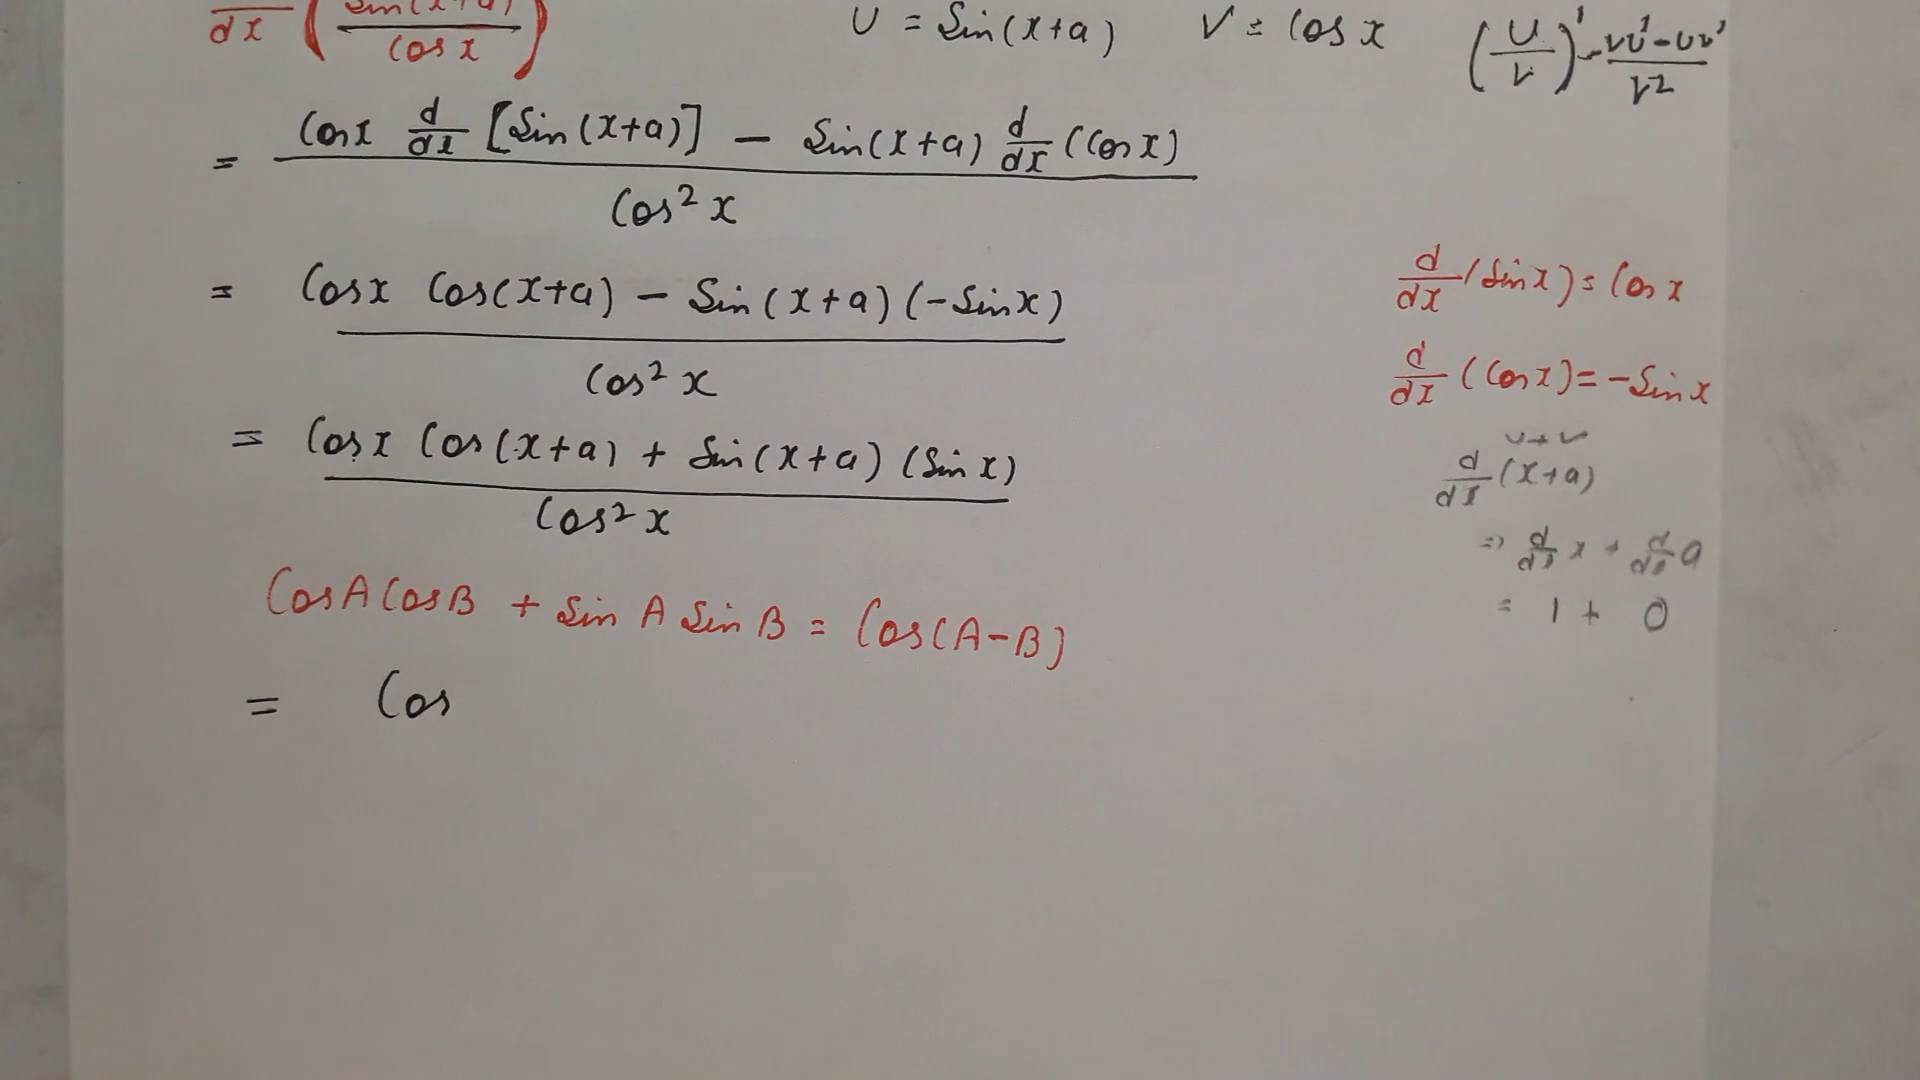 d/dx (sin(x+a)/cos x) U = Sin(x+a) V = Cos x (U/V)' = VU'-UV'/V²
= Cos x d/dx [Sin(x+a)] - Sin(x+a) d/dx (Cos x)
Cos² x
= Cos x Cos(x+a) - Sin(x+a) (-Sin x)
Cos² x
= Cos x Cos(x+a) + Sin(x+a) (Sin x)
Cos² x
CosA CosB + Sin A Sin B = Cos(A-B)
= Cos
d/dx (Sin x) = Cos x
d/dx (Cos x) = -Sin x
U+V
d/dx (x+a)
=> d/dx x + d/dx a
= 1 + 0